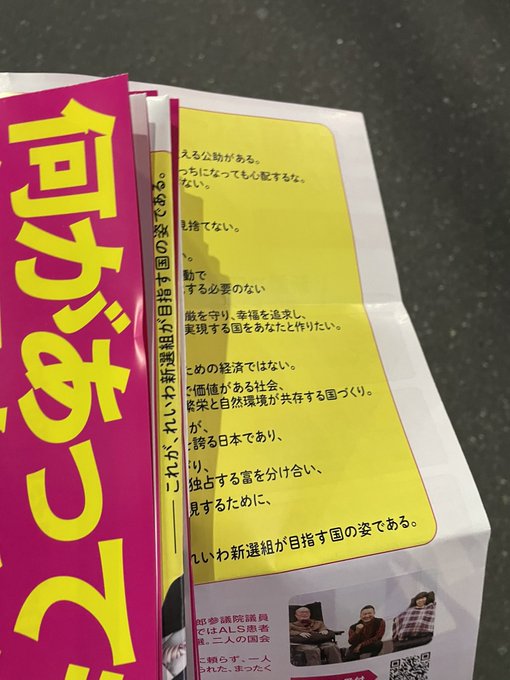 何があって
これが、れいわ新選組が目指す国の姿である。
える公助がある。
っちになっても心配するな。
ない。
見捨てない。
動で
する必要のない
厳を守り、幸福を追求し、
実現する国をあなたと作りたい。
ための経済ではない。
で価値がある社会、
繁栄と自然環境が共存する国づくり。
が、
誇る日本であり、
り、
独占する富を分け合い、
現するために、
れいわ新選組が目指す国の姿である。
郎参議院議員
ではALS患者
二人の国会
に頼らず、一人
られた、まったく